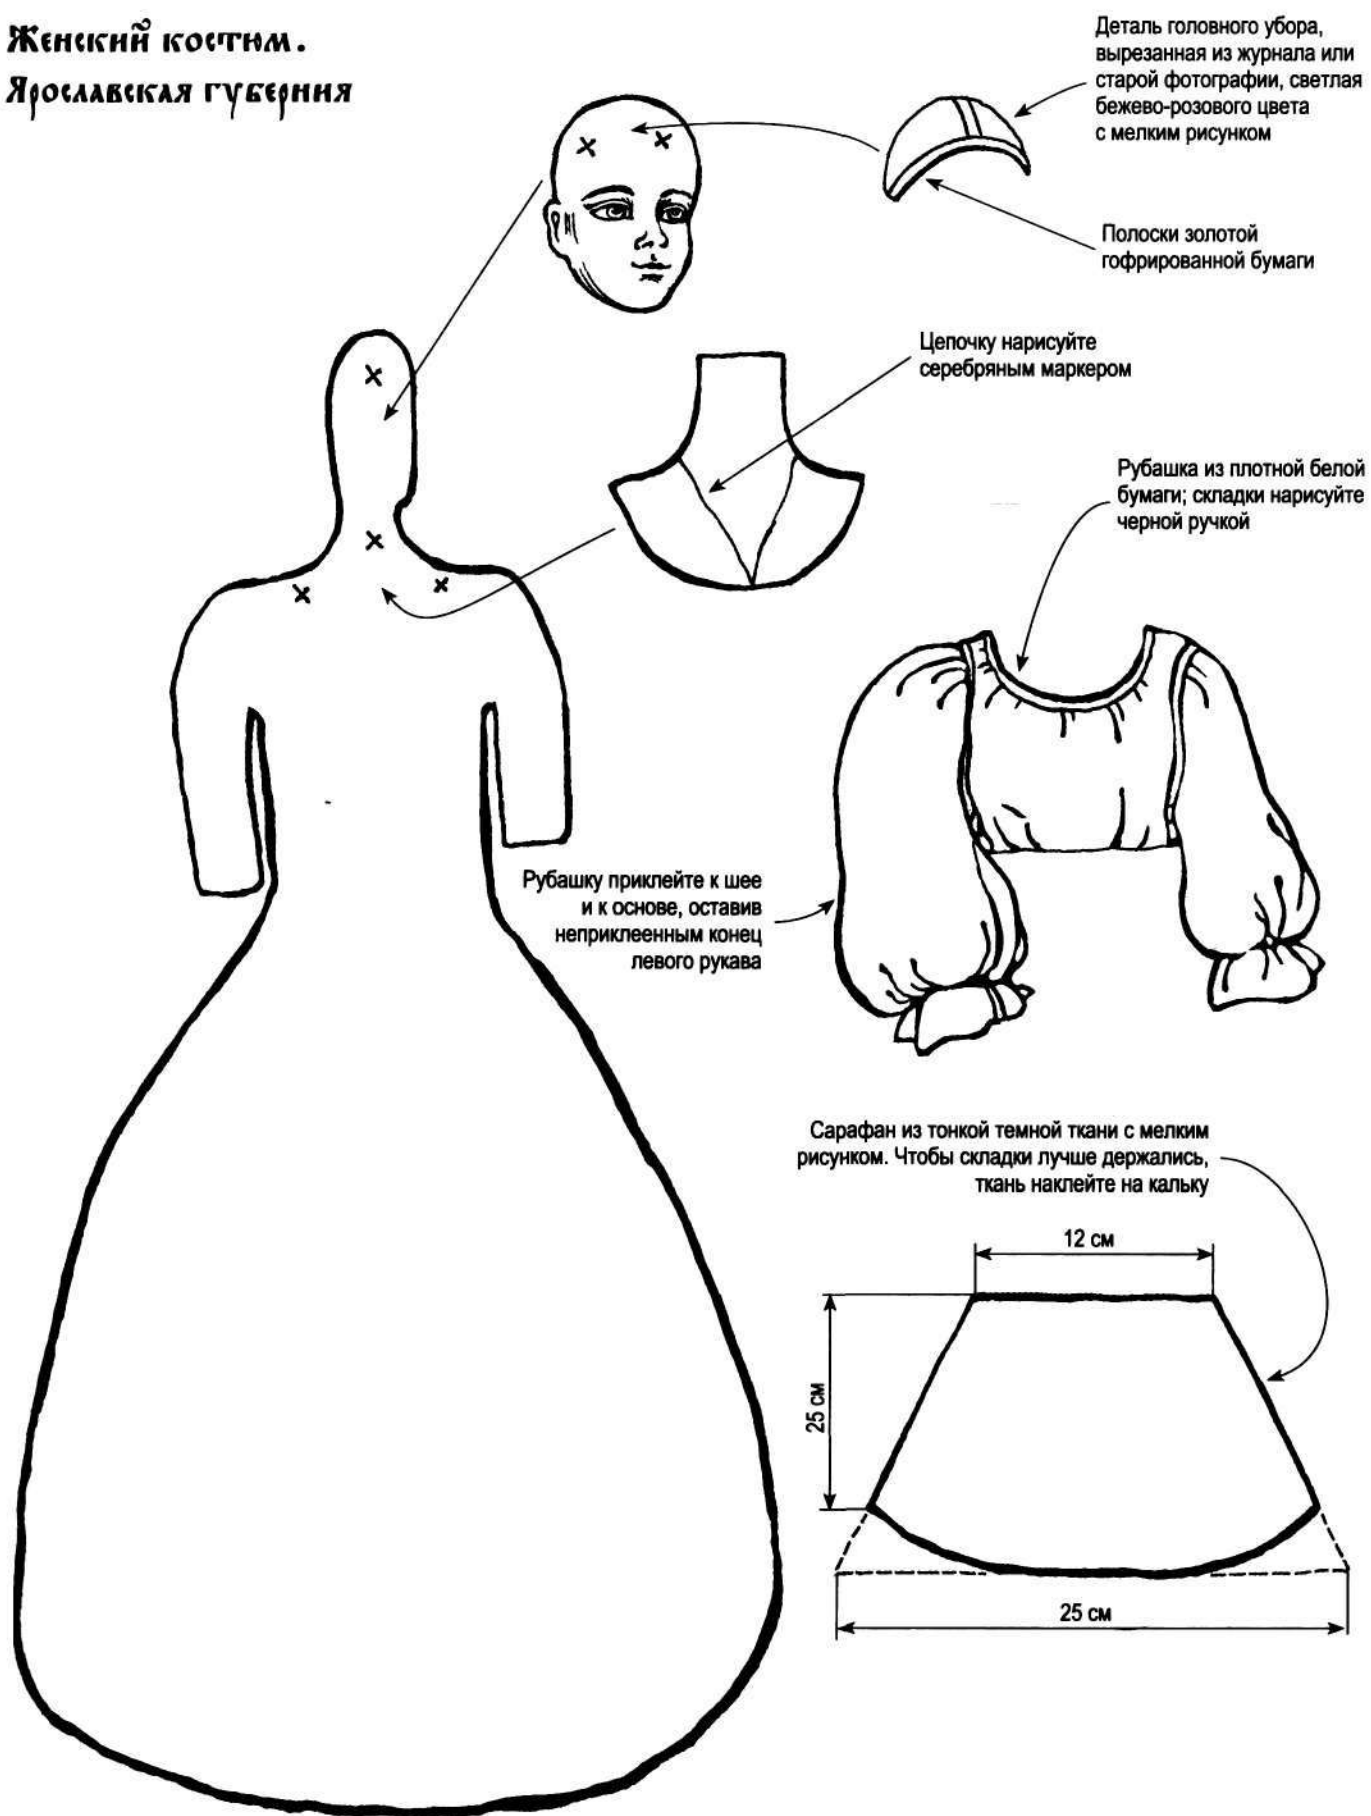 Женский костюм.
Ярославская губерния
Деталь головного убора,
вырезанная из журнала или
старой фотографии, светлая
бежево-розового цвета
с мелким рисунком
Полоски золотой
гофрированной бумаги
Цепочку нарисуйте
серебряным маркером
Рубашка из плотной белой
бумаги; складки нарисуйте
черной ручкой
Рубашку приклейте к шее
и к основе, оставив
неприклеенным конец
левого рукава
Сарафан из тонкой темной ткани с мелким
рисунком. Чтобы складки лучше держались,
ткань наклейте на кальку
12 см
25 см
25 см